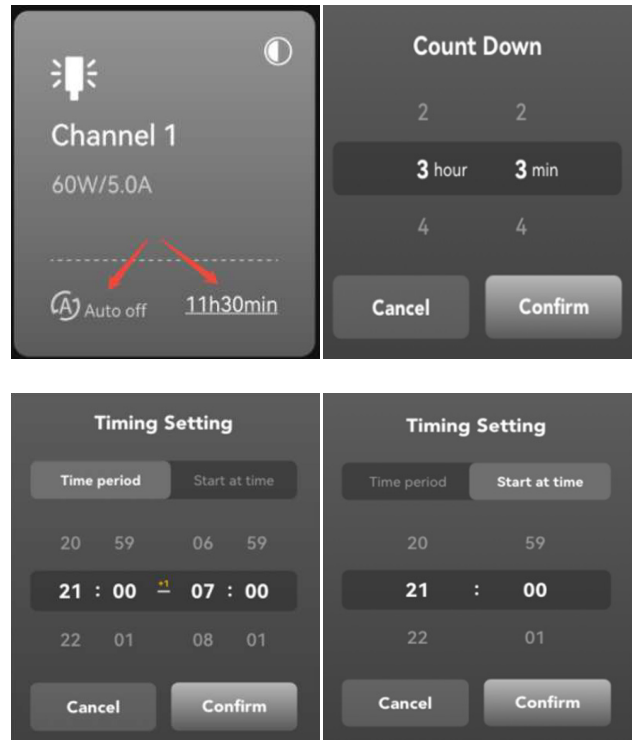 Channel 1
60W/5.0A
A Auto off 11h30min
Count Down
2 2
3 hour 3 min
4 4
Cancel Confirm
Timing Setting
Time period Start at time
20 59 06 59
21 : 00 +1 — 07 : 00
22 01 08 01
Cancel Confirm
Timing Setting
Time period Start at time
20 59
21 : 00
22 01
Cancel Confirm